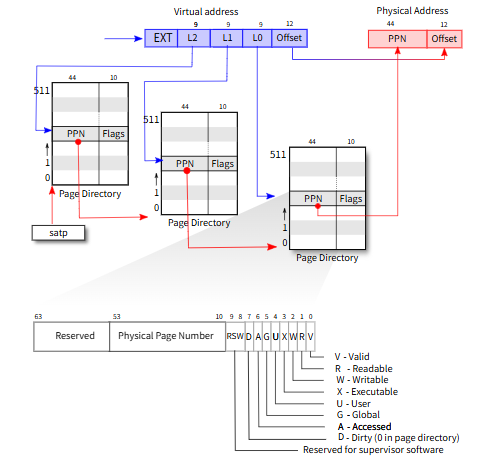 Virtual address
Physical Address
9 9 9 12
44 12
EXT L2 L1 L0 Offset
PPN Offset
44 10
511
PPN Flags
1
0
Page Directory
satp
44 10
511
PPN Flags
1
0
Page Directory
44 10
511
PPN Flags
1
0
Page Directory
63 53 10 9 8 7 6 5 4 3 2 1 0
Reserved Physical Page Number RSW D A G U X W R V
V - Valid
R - Readable
W - Writable
X - Executable
U - User
G - Global
A - Accessed
D - Dirty (0 in page directory)
Reserved for supervisor software